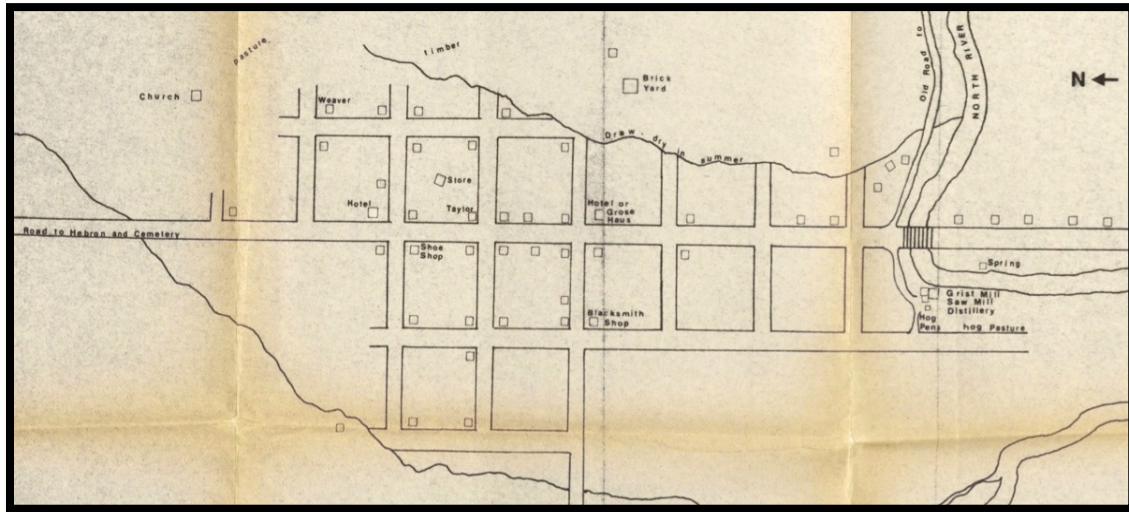 pasture
timber
Old Road to
NORTH RIVER
N
Church
Weaver
Brick
Yard
Draw - dry in summer
Store
Hotel
Taylor
Hotel or
Grose
Haus
Road to Hebron and Cemetery
Shoe
Shop
Spring
Grist Mill
Saw Mill
Distillery
Blacksmith
Shop
Hog
Pens
hog Pasture